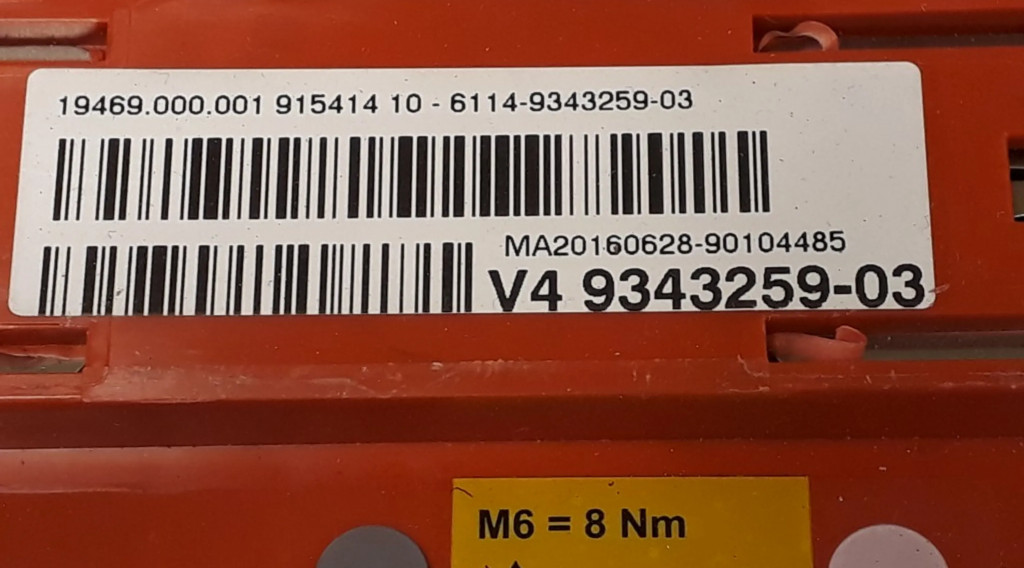 19469.000.001 915414 10 - 6114-9343259-03
MA20160628-90104485
V4 9343259-03
M6 = 8 Nm